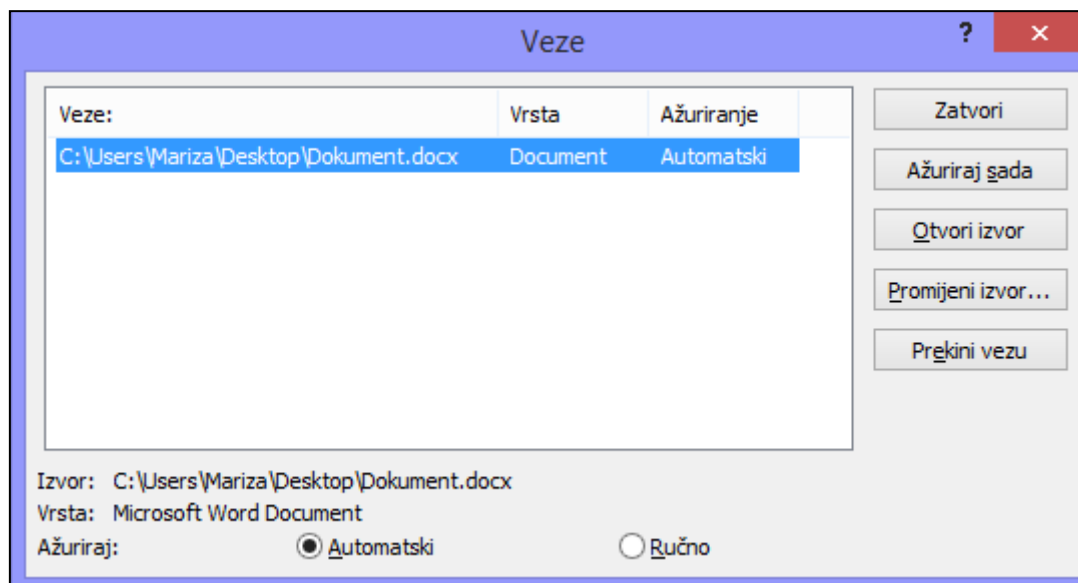 Veze
?
Veze: Vrsta Ažuriranje
C:\Users\Mariza\Desktop\Dokument.docx Document Automatski
Zatvori
Ažuriraj sada
Otvori izvor
Promijeni izvor...
Prekini vezu
Izvor: C:\Users\Mariza\Desktop\Dokument.docx
Vrsta: Microsoft Word Document
Ažuriraj: Automatski Ručno